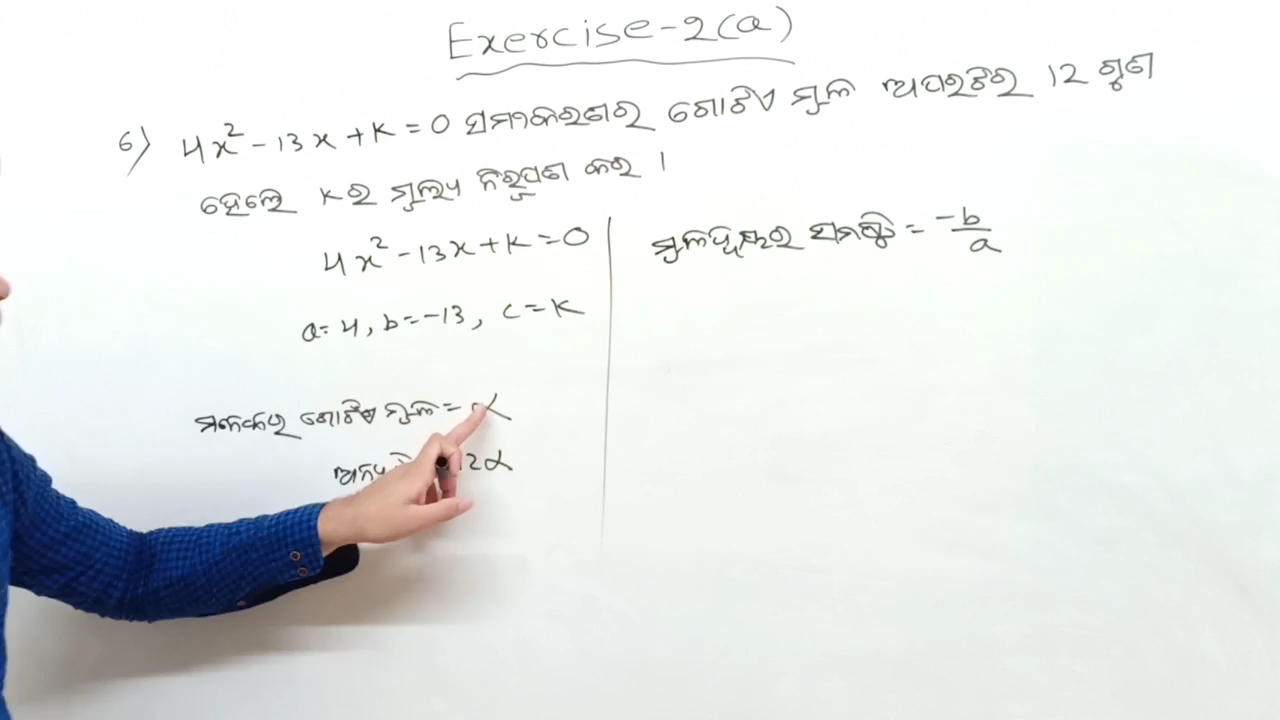 Exercise-2(a)
6) 4x² - 13x + k = 0 ସମୀକରଣର ଗୋଟିଏ ମୂଳ ଅପରଟିର 12 ଗୁଣ
ହେଲେ k ର ମୂଲ୍ୟ ନିରୂପଣ କର ।
4x² - 13x + k = 0
a = 4, b = -13, c = k
ମନେକର ଗୋଟିଏ ମୂଳ = α
12α
ମୂଳଦ୍ୱୟର ସମଷ୍ଟି = -b/a